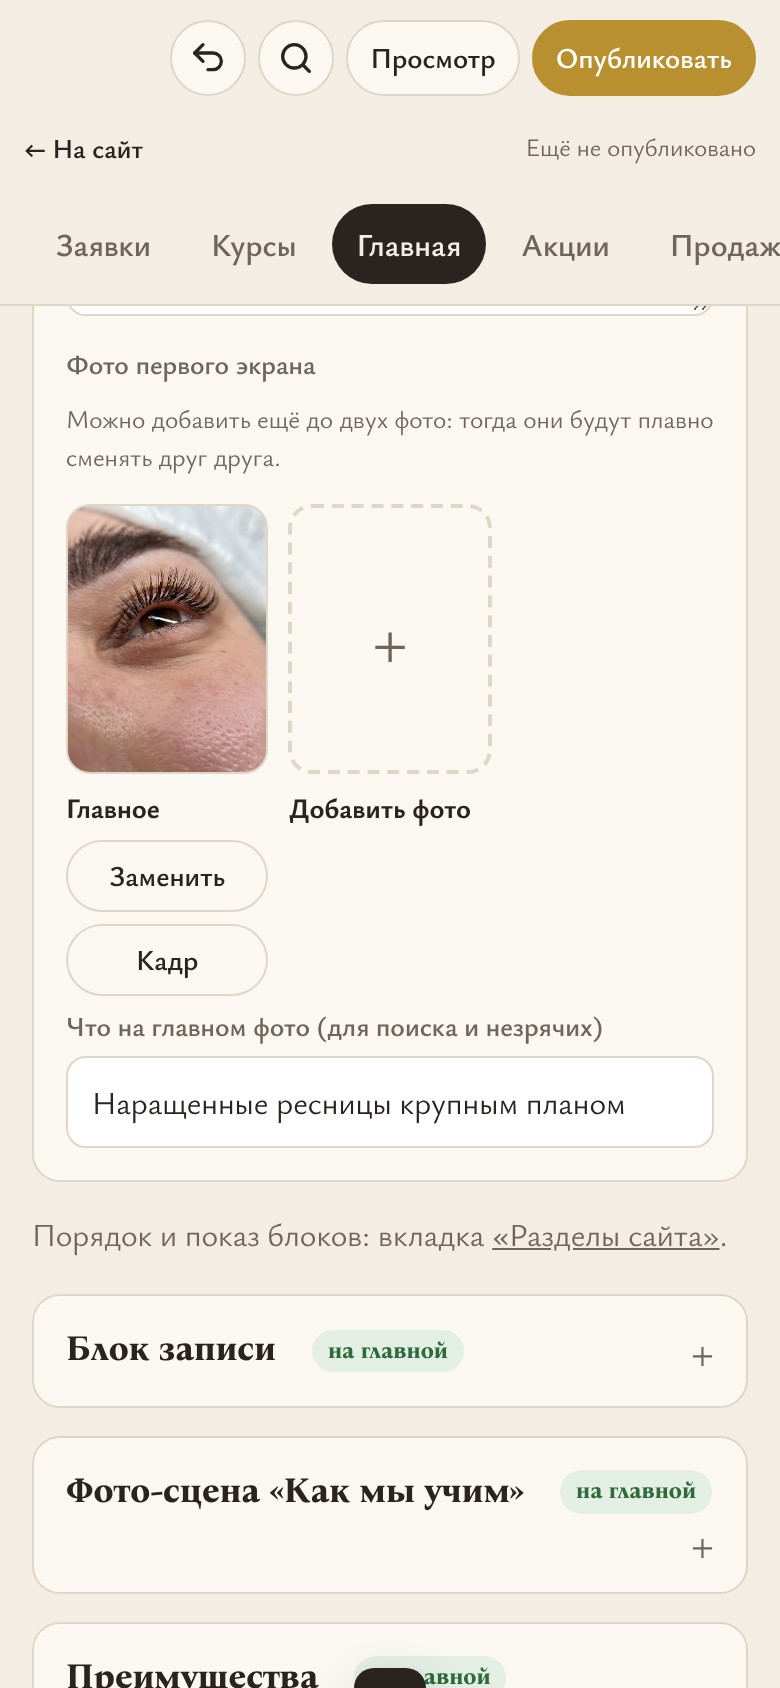 Просмотр
Опубликовать
← На сайт
Ещё не опубликовано
Заявки
Курсы
Главная
Акции
Продаж
Фото первого экрана
Можно добавить ещё до двух фото: тогда они будут плавно
сменять друг друга.
+
Главное
Добавить фото
Заменить
Кадр
Что на главном фото (для поиска и незрячих)
Наращенные ресницы крупным планом
Порядок и показ блоков: вкладка «Разделы сайта».
Блок записи
на главной
+
Фото-сцена «Как мы учим»
на главной
+
Преимущества